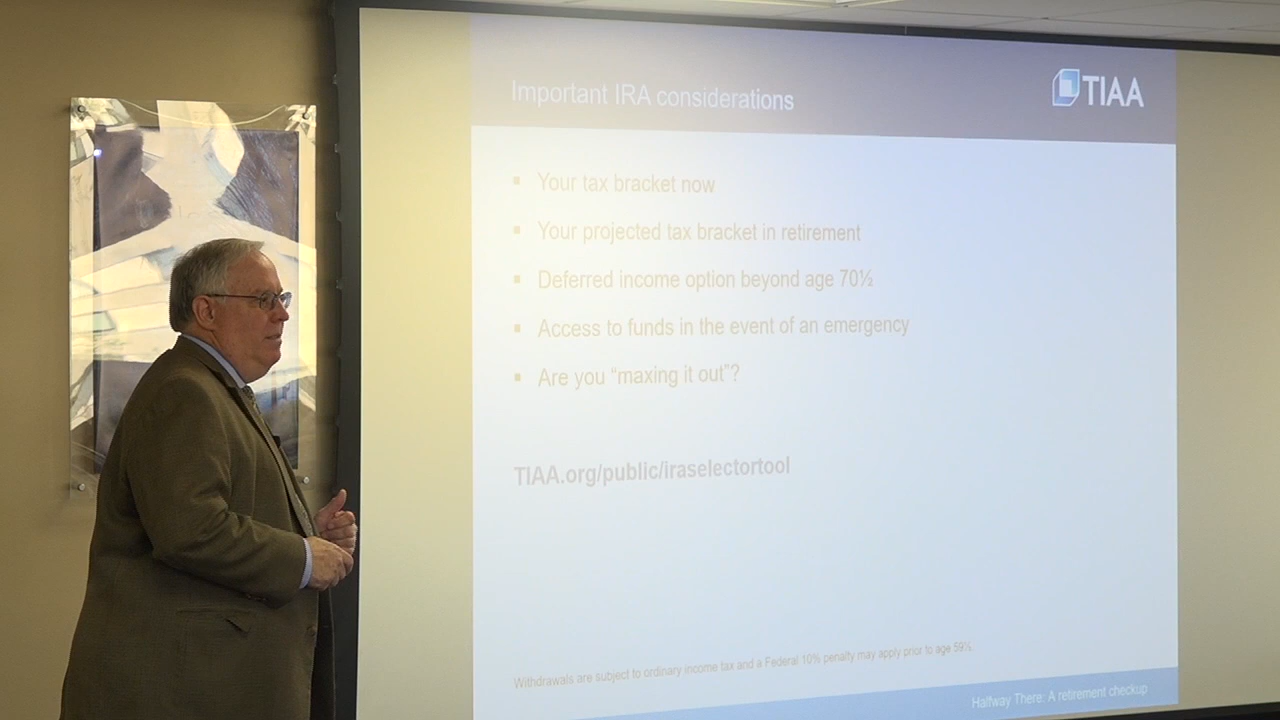 Important IRA considerations
TIAA
▪ Your tax bracket now
▪ Your projected tax bracket in retirement
▪ Deferred income option beyond age 70½
▪ Access to funds in the event of an emergency
▪ Are you “maxing it out”?
TIAA.org/public/iraselectortool
Withdrawals are subject to ordinary income tax and a Federal 10% penalty may apply prior to age 59½.
Halfway There: A retirement checkup